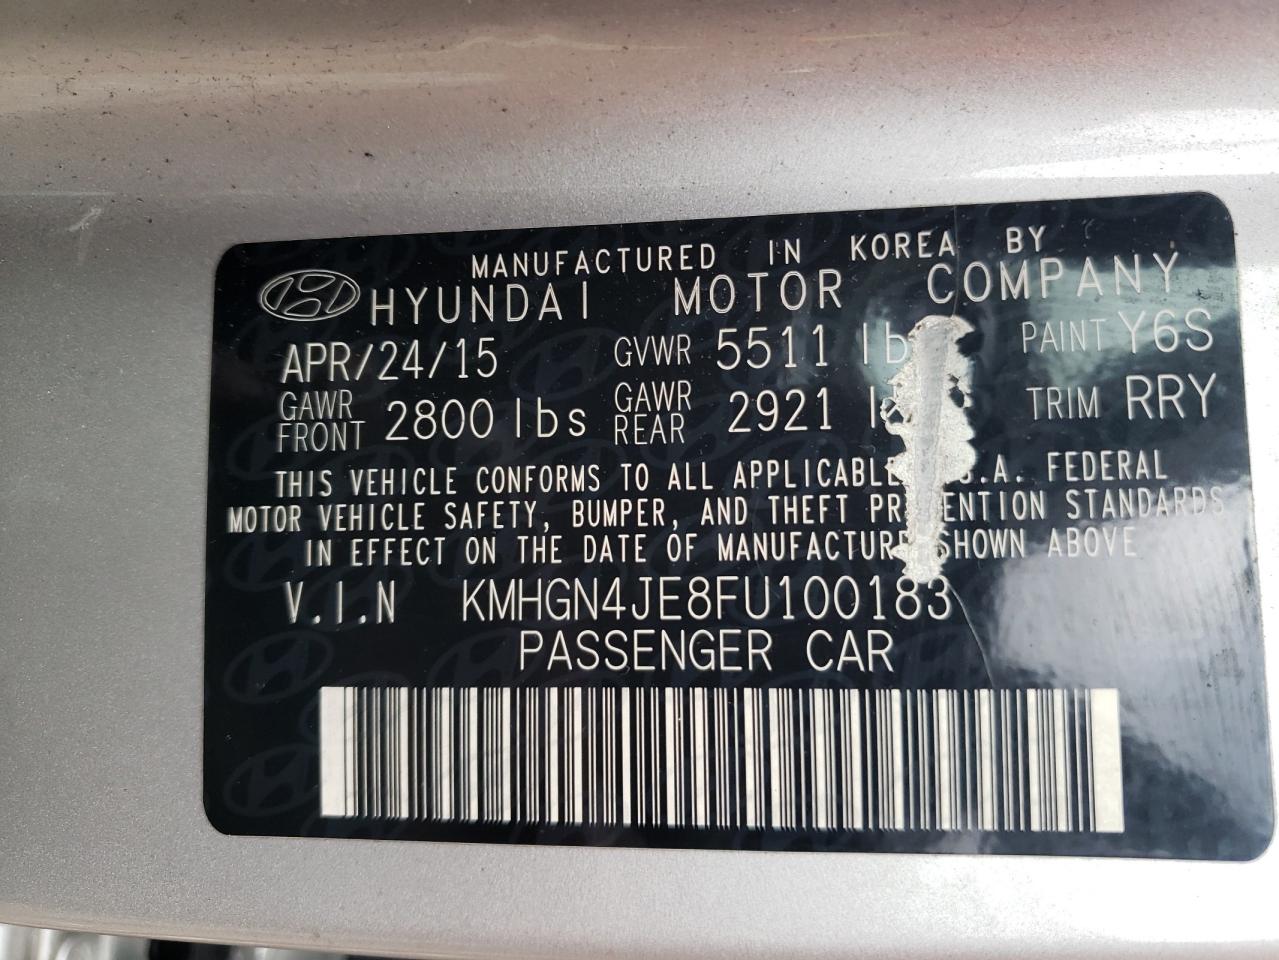 MANUFACTURED IN KOREA BY
HYUNDAI MOTOR COMPANY
APR/24/15 GVWR 5511 PAINT Y6S
GAWR FRONT 2800 lbs GAWR REAR 2921 TRIM RRY
THIS VEHICLE CONFORMS TO ALL APPLICABLE FEDERAL
MOTOR VEHICLE SAFETY, BUMPER, AND THEFT STANDARDS
IN EFFECT ON THE DATE OF MANUFACTURE SHOWN ABOVE
V.I.N KMHGN4JE8FU100183
PASSENGER CAR